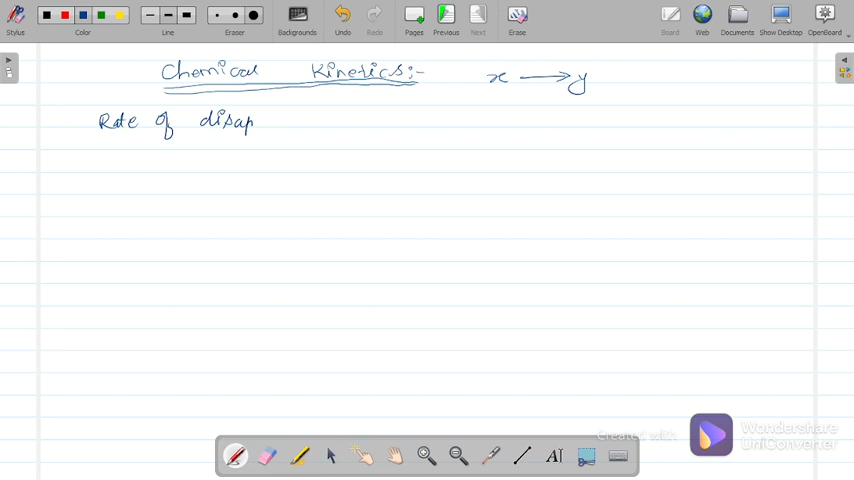 Stylus Color Line Eraser Backgrounds Undo Redo Pages Previous Next Erase Board Web Documents Show Desktop OpenBoard
Chemical Kinetics:- x → y
Rate of disap
Created with Wondershare
UniConverter